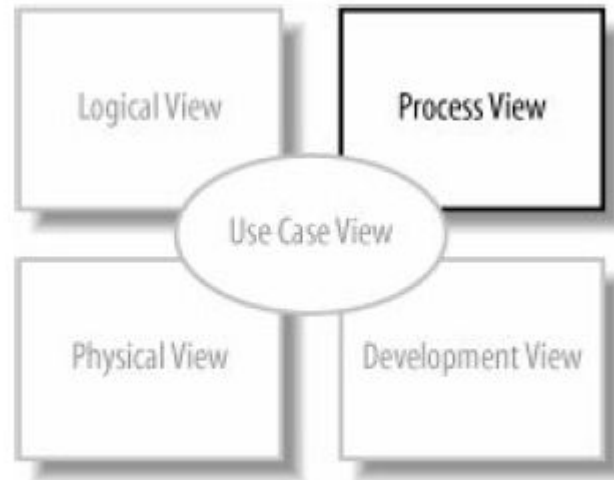 Logical View
Process View
Use Case View
Physical View
Development View